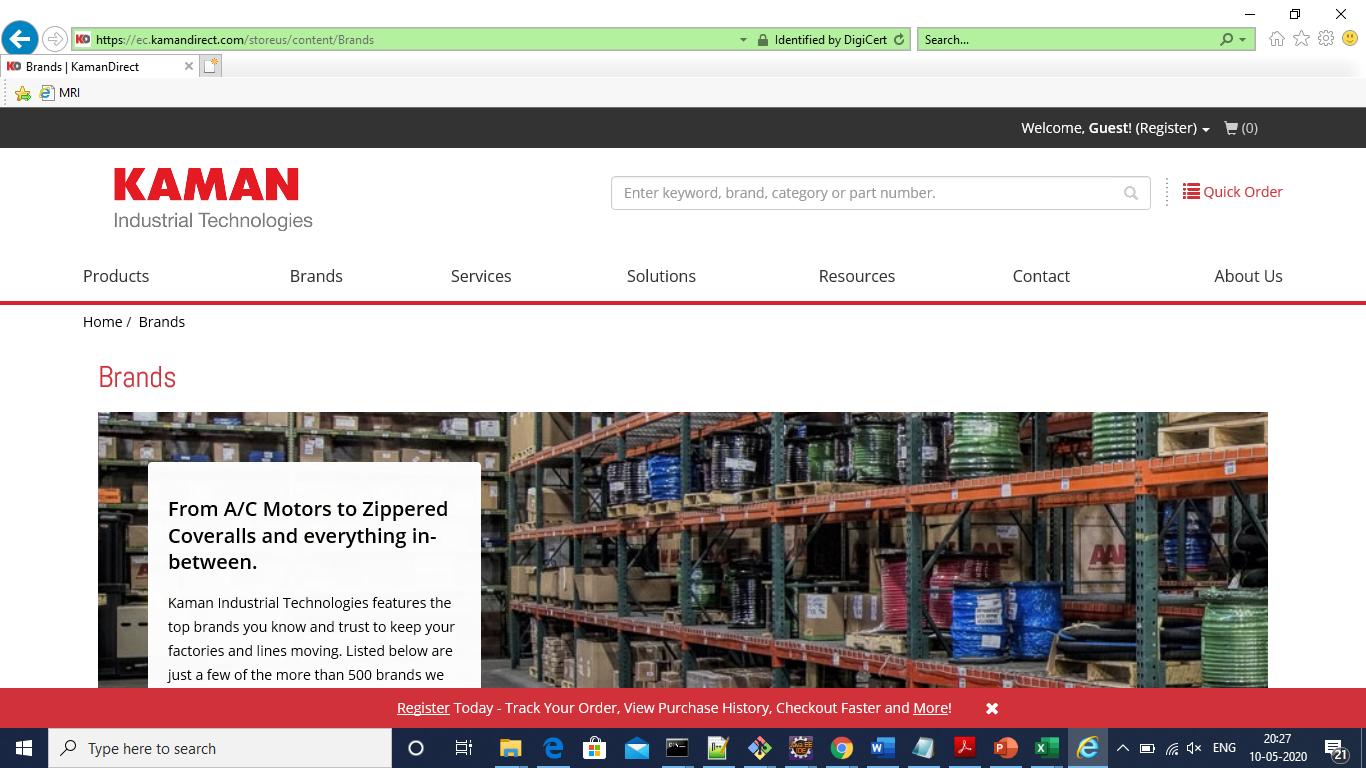 https://ec.kamandirect.com/storeus/content/Brands
Identified by DigiCert
Search...
Brands | KamanDirect
MRI
Welcome, Guest! (Register)
(0)
KAMAN
Industrial Technologies
Enter keyword, brand, category or part number.
Quick Order
Products
Brands
Services
Solutions
Resources
Contact
About Us
Home / Brands
Brands
From A/C Motors to Zippered
Coveralls and everything in-
between.
Kaman Industrial Technologies features the
top brands you know and trust to keep your
factories and lines moving. Listed below are
just a few of the more than 500 brands we
Register Today - Track Your Order, View Purchase History, Checkout Faster and More!
Type here to search
ENG
20:27
10-05-2020
21